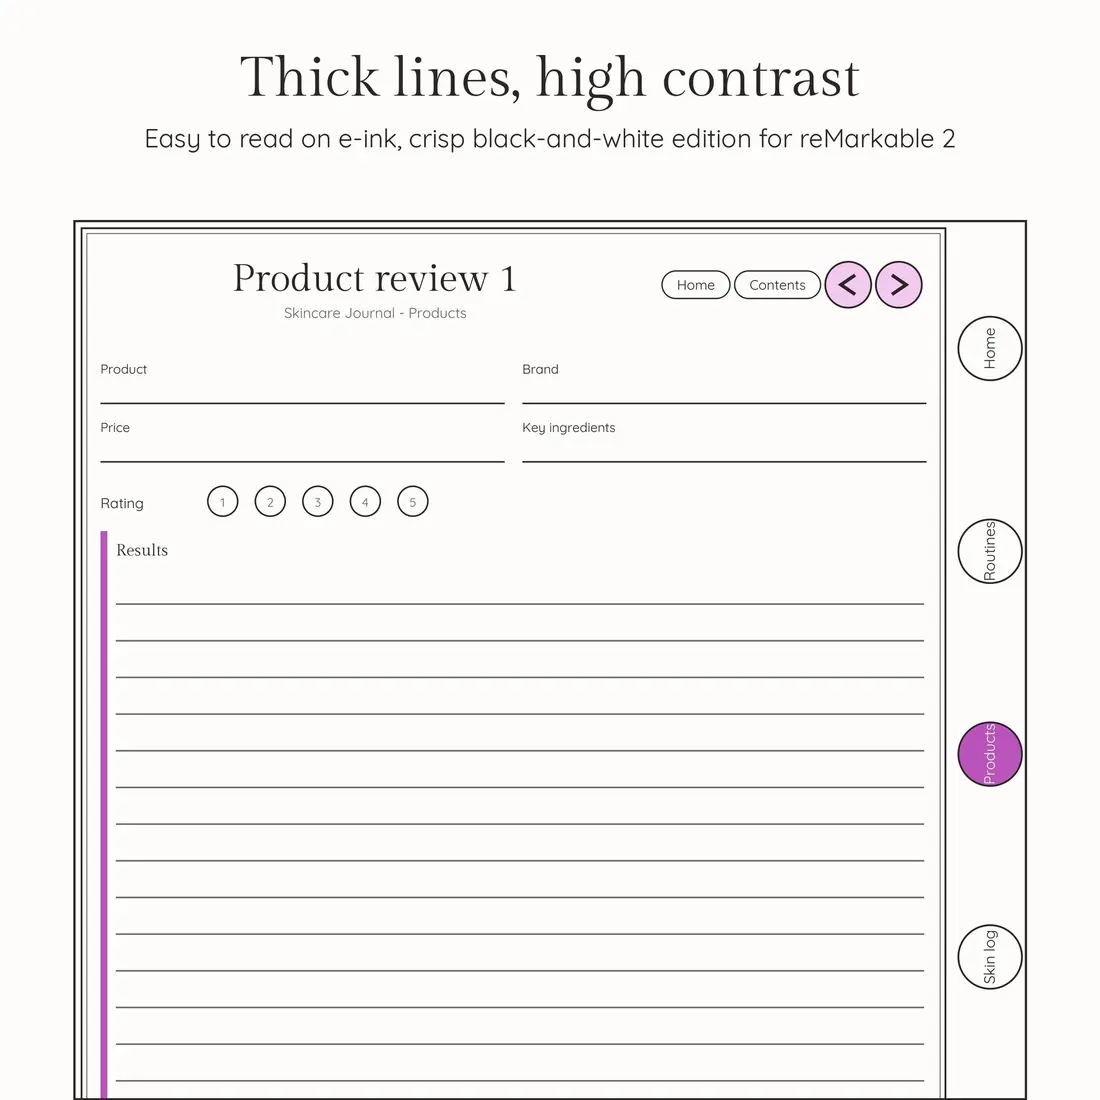 Thick lines, high contrast
Easy to read on e-ink, crisp black-and-white edition for reMarkable 2
Product review 1
Skincare Journal - Products
Home
Contents
<
>
Product
Brand
Price
Key ingredients
Rating
1 2 3 4 5
Results
Home
Routines
Products
Skin log